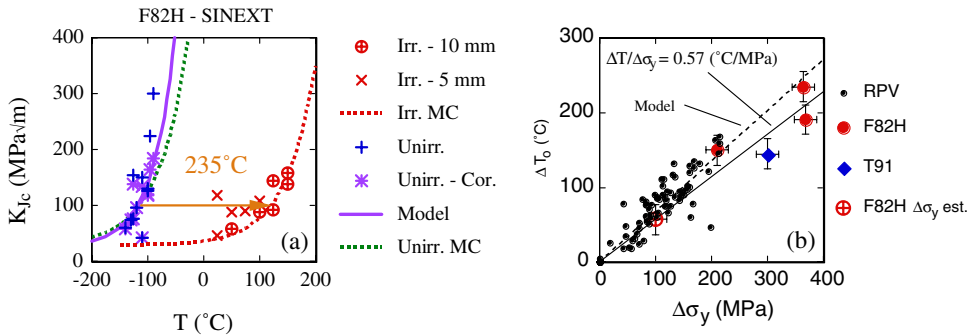 F82H - SINEXT
K_Jc (MPa√m)
400
300
200
100
0
-200
-100
0
100
200
T (˚C)
235˚C
(a)
Irr. - 10 mm
Irr. - 5 mm
Irr. MC
Unirr.
Unirr. - Cor.
Model
Unirr. MC
ΔT_o (˚C)
300
200
100
0
0
100
200
300
400
Δσ_y (MPa)
ΔT/Δσ_y = 0.57 (˚C/MPa)
Model
(b)
RPV
F82H
T91
F82H Δσ_y est.